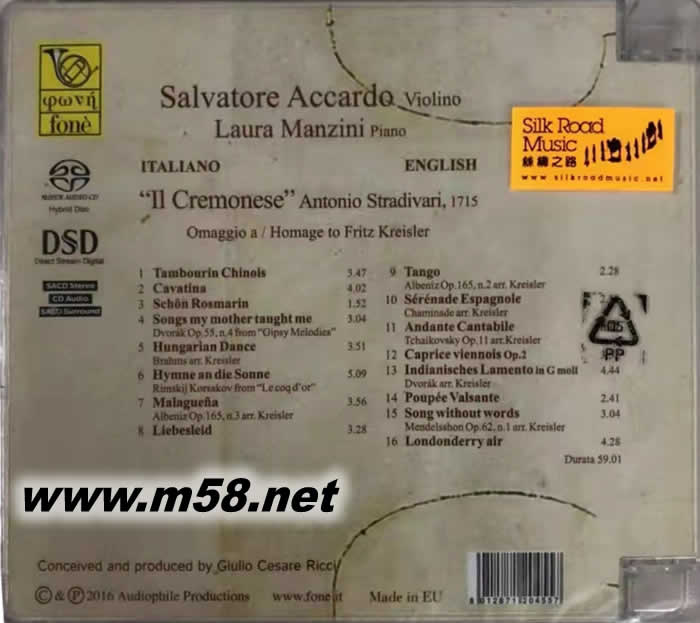 φωνή
fonè
Salvatore Accardo Violino
Laura Manzini Piano
Silk Road
Music
絲綢之路
www.silkroadmusic.net
ITALIANO ENGLISH
SUPER AUDIO CD
Hybrid Disc
"Il Cremonese" Antonio Stradivari, 1715
Omaggio a / Homage to Fritz Kreisler
DSD
Direct Stream Digital
SACD Stereo
CD Audio
SACD Surround
1 Tambourin Chinois 3.47
2 Cavatina 4.02
3 Schön Rosmarin 1.52
4 Songs my mother taught me 3.04
Dvoràk Op.55, n.4 from "Gipsy Melodies"
5 Hungarian Dance 3.51
Brahms arr. Kreisler
6 Hymne an die Sonne 5.09
Rimskij Korsakov from "Le coq d'or"
7 Malagueña 3.56
Albeniz Op.165, n.3 arr. Kreisler
8 Liebesleid 3.28
9 Tango 2.28
Albeniz Op.165, n.2 arr. Kreisler
10 Sérénade Espagnole
Chaminade arr. Kreisler
11 Andante Cantabile
Tchaikovsky Op.11 arr.Kreisler
12 Caprice viennois Op.2
13 Indianisches Lamento in G moll 4.44
Dvoràk arr. Kreisler
14 Poupée Valsante 2.41
15 Song without words 3.04
Mendelsshon Op.62, n.1 arr. Kreisler
16 Londonderry air 4.28
Durata 59.01
05
PP
www.m58.net
Conceived and produced by Giulio Cesare Ricci
© & ℗ 2016 Audiophile Productions www.fone.it Made in EU
8012871204557